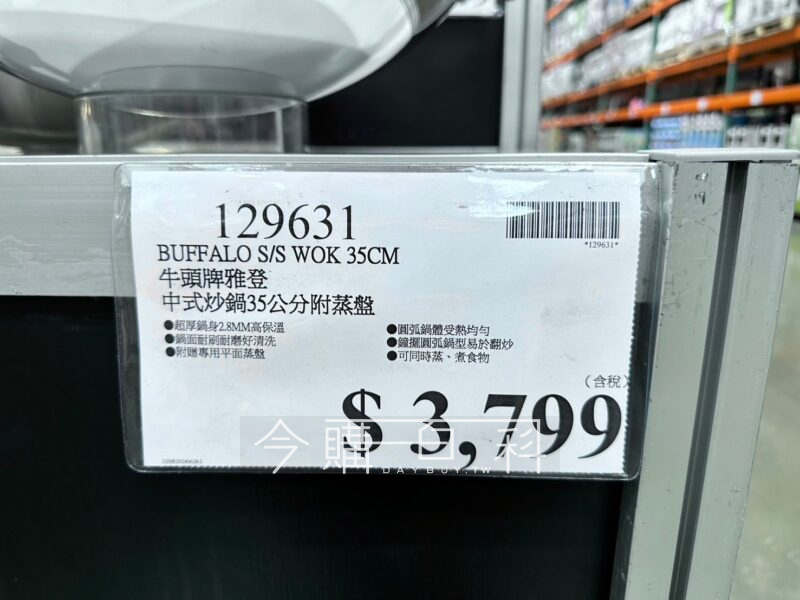 129631
*129631*
BUFFALO S/S WOK 35CM
牛頭牌雅登
中式炒鍋35公分附蒸盤
●超厚鍋身2.8MM高保溫
●鍋面耐刷耐磨好清洗
●附贈專用平面蒸盤
●圓弧鍋體受熱均勻
●鐘擺圓弧鍋型易於翻炒
●可同時蒸、煮食物
(含稅)
$ 3,799
今購百科
DAYBUY.TW